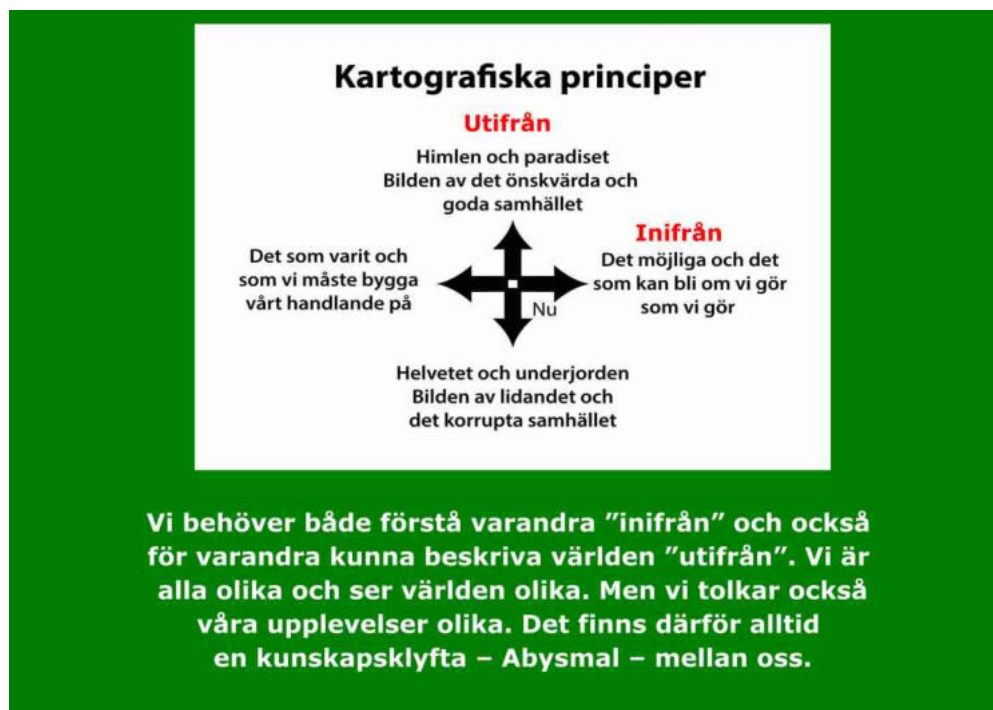 Kartografiska principer
Utifrån
Himlen och paradiset
Bilden av det önskvärda och
goda samhället
Inifrån
Det som varit och
som vi måste bygga
vårt handlande på
Det möjliga och det
som kan bli om vi gör
som vi gör
Nu
Helvetet och underjorden
Bilden av lidandet och
det korrupta samhället
Vi behöver både förstå varandra ”inifrån” och också
för varandra kunna beskriva världen ”utifrån”. Vi är
alla olika och ser världen olika. Men vi tolkar också
våra upplevelser olika. Det finns därför alltid
en kunskapsklyfta – Abysmal – mellan oss.